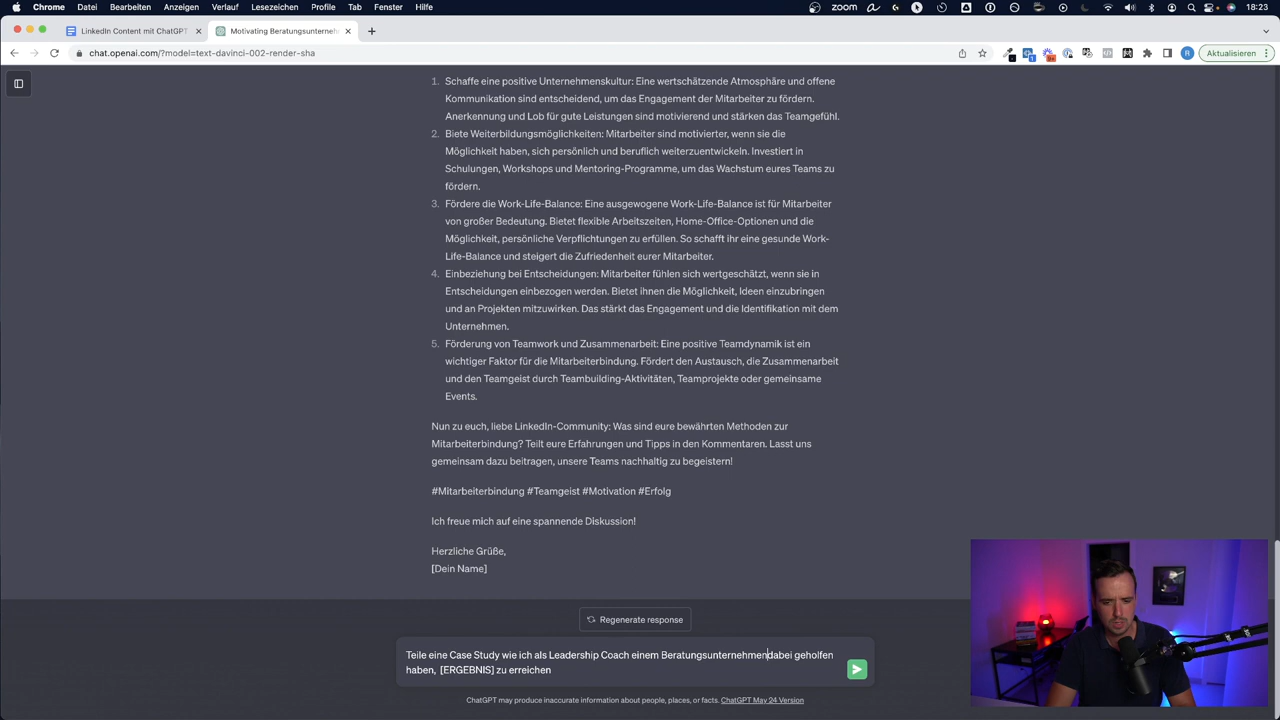 Chrome Datei Bearbeiten Anzeigen Verlauf Lesezeichen Profile Tab Fenster Hilfe
zoom
18:23
LinkedIn Content mit ChatGPT
Motivating Beratungsunterneh
chat.openai.com/?model=text-davinci-002-render-sha
Aktualisieren
1. Schaffe eine positive Unternehmenskultur: Eine wertschätzende Atmosphäre und offene
Kommunikation sind entscheidend, um das Engagement der Mitarbeiter zu fördern.
Anerkennung und Lob für gute Leistungen sind motivierend und stärken das Teamgefühl.
2. Biete Weiterbildungsmöglichkeiten: Mitarbeiter sind motivierter, wenn sie die
Möglichkeit haben, sich persönlich und beruflich weiterzuentwickeln. Investiert in
Schulungen, Workshops und Mentoring-Programme, um das Wachstum eures Teams zu
fördern.
3. Fördere die Work-Life-Balance: Eine ausgewogene Work-Life-Balance ist für Mitarbeiter
von großer Bedeutung. Bietet flexible Arbeitszeiten, Home-Office-Optionen und die
Möglichkeit, persönliche Verpflichtungen zu erfüllen. So schafft ihr eine gesunde Work-
Life-Balance und steigert die Zufriedenheit eurer Mitarbeiter.
4. Einbeziehung bei Entscheidungen: Mitarbeiter fühlen sich wertgeschätzt, wenn sie in
Entscheidungen einbezogen werden. Bietet ihnen die Möglichkeit, Ideen einzubringen
und an Projekten mitzuwirken. Das stärkt das Engagement und die Identifikation mit dem
Unternehmen.
5. Förderung von Teamwork und Zusammenarbeit: Eine positive Teamdynamik ist ein
wichtiger Faktor für die Mitarbeiterbindung. Fördert den Austausch, die Zusammenarbeit
und den Teamgeist durch Teambuilding-Aktivitäten, Teamprojekte oder gemeinsame
Events.
Nun zu euch, liebe LinkedIn-Community: Was sind eure bewährten Methoden zur
Mitarbeiterbindung? Teilt eure Erfahrungen und Tipps in den Kommentaren. Lasst uns
gemeinsam dazu beitragen, unsere Teams nachhaltig zu begeistern!
#Mitarbeiterbindung #Teamgeist #Motivation #Erfolg
Ich freue mich auf eine spannende Diskussion!
Herzliche Grüße,
[Dein Name]
Regenerate response
Teile eine Case Study wie ich als Leadership Coach einem Beratungsunternehmen dabei geholfen
haben, [ERGEBNIS] zu erreichen
ChatGPT may produce inaccurate information about people, places, or facts. ChatGPT May 24 Version